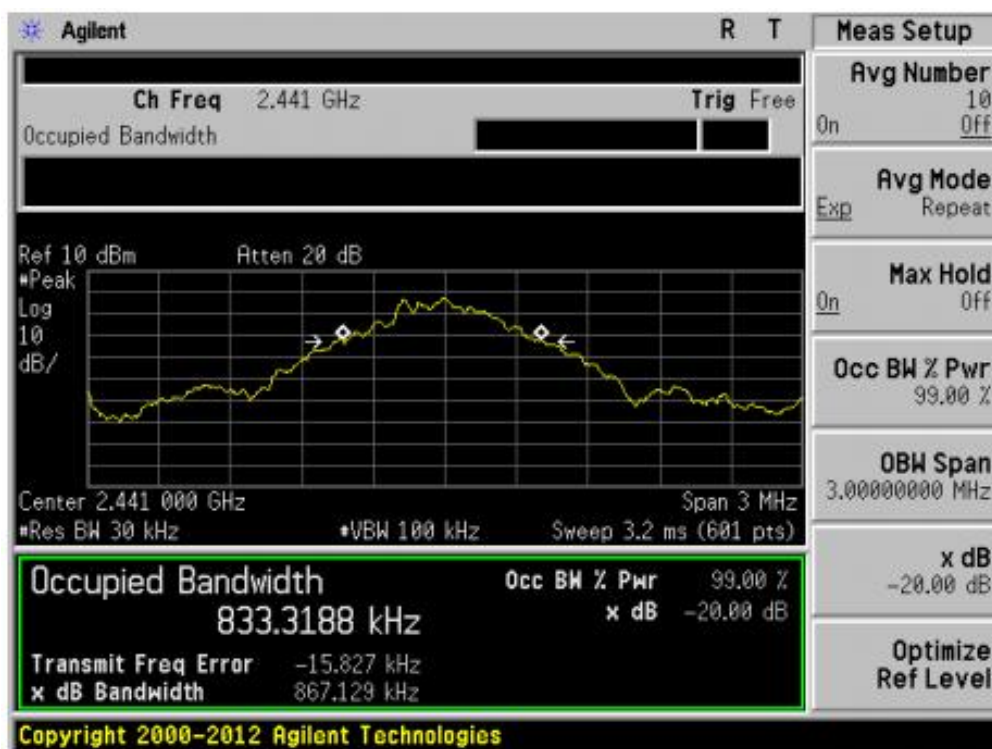 Agilent R T
Ch Freq 2.441 GHz Trig Free
Occupied Bandwidth
Ref 10 dBm Atten 20 dB
#Peak
Log
10
dB/
Center 2.441 000 GHz Span 3 MHz
#Res BW 30 kHz #VBW 100 kHz Sweep 3.2 ms (601 pts)
Occupied Bandwidth Occ BW % Pwr 99.00 %
833.3188 kHz x dB -20.00 dB
Transmit Freq Error -15.827 kHz
x dB Bandwidth 867.129 kHz
Copyright 2000-2012 Agilent Technologies
Meas Setup
Avg Number
10
On Off
Avg Mode
Exp Repeat
Max Hold
On Off
Occ BW % Pwr
99.00 %
OBW Span
3.00000000 MHz
x dB
-20.00 dB
Optimize
Ref Level